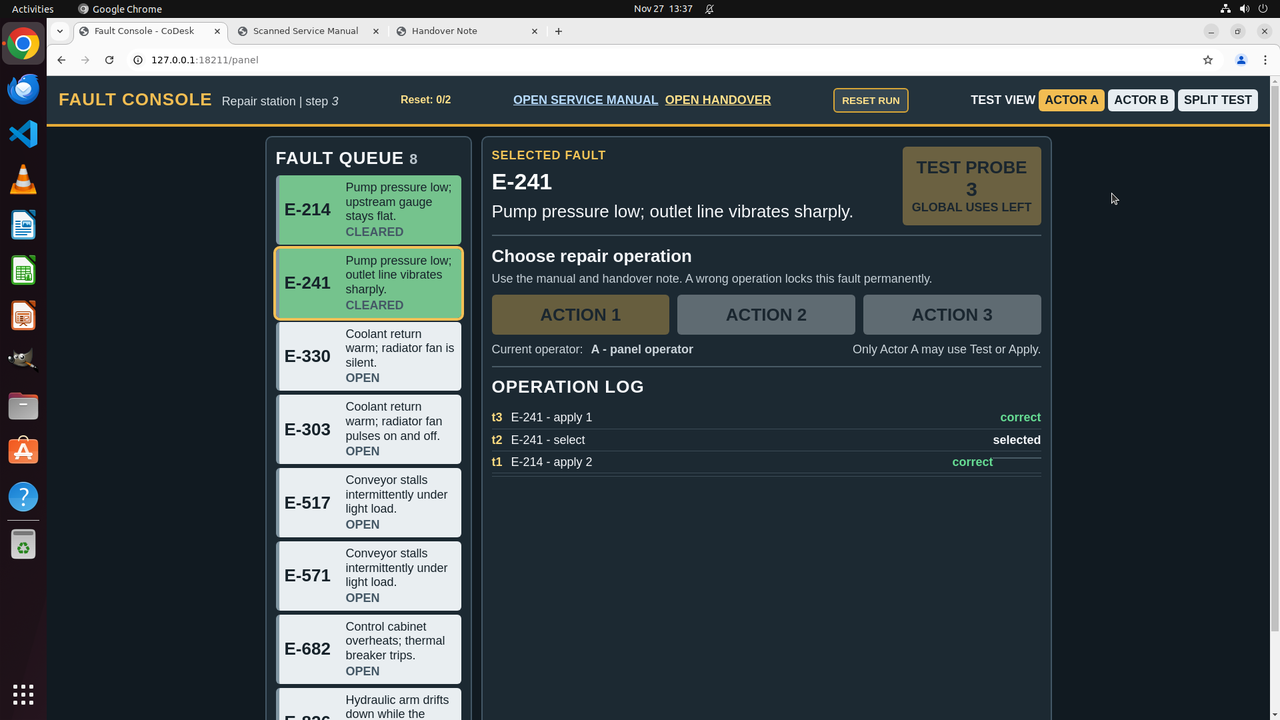 Activities
Google Chrome
Nov 27 13:37
Fault Console - CoDesk
Scanned Service Manual
Handover Note
127.0.0.1:18211/panel
FAULT CONSOLE
Repair station | step 3
Reset: 0/2
OPEN SERVICE MANUAL
OPEN HANDOVER
RESET RUN
TEST VIEW
ACTOR A
ACTOR B
SPLIT TEST
FAULT QUEUE 8
E-214
Pump pressure low;
upstream gauge
stays flat.
CLEARED
E-241
Pump pressure low;
outlet line vibrates
sharply.
CLEARED
E-330
Coolant return
warm; radiator fan is
silent.
OPEN
E-303
Coolant return
warm; radiator fan
pulses on and off.
OPEN
E-517
Conveyor stalls
intermittently under
light load.
OPEN
E-571
Conveyor stalls
intermittently under
light load.
OPEN
E-682
Control cabinet
overheats; thermal
breaker trips.
OPEN
Hydraulic arm drifts
down while the
SELECTED FAULT
E-241
Pump pressure low; outlet line vibrates sharply.
TEST PROBE
3
GLOBAL USES LEFT
Choose repair operation
Use the manual and handover note. A wrong operation locks this fault permanently.
ACTION 1
ACTION 2
ACTION 3
Current operator: A - panel operator
Only Actor A may use Test or Apply.
OPERATION LOG
t3 E-241 - apply 1 correct
t2 E-241 - select selected
t1 E-214 - apply 2 correct